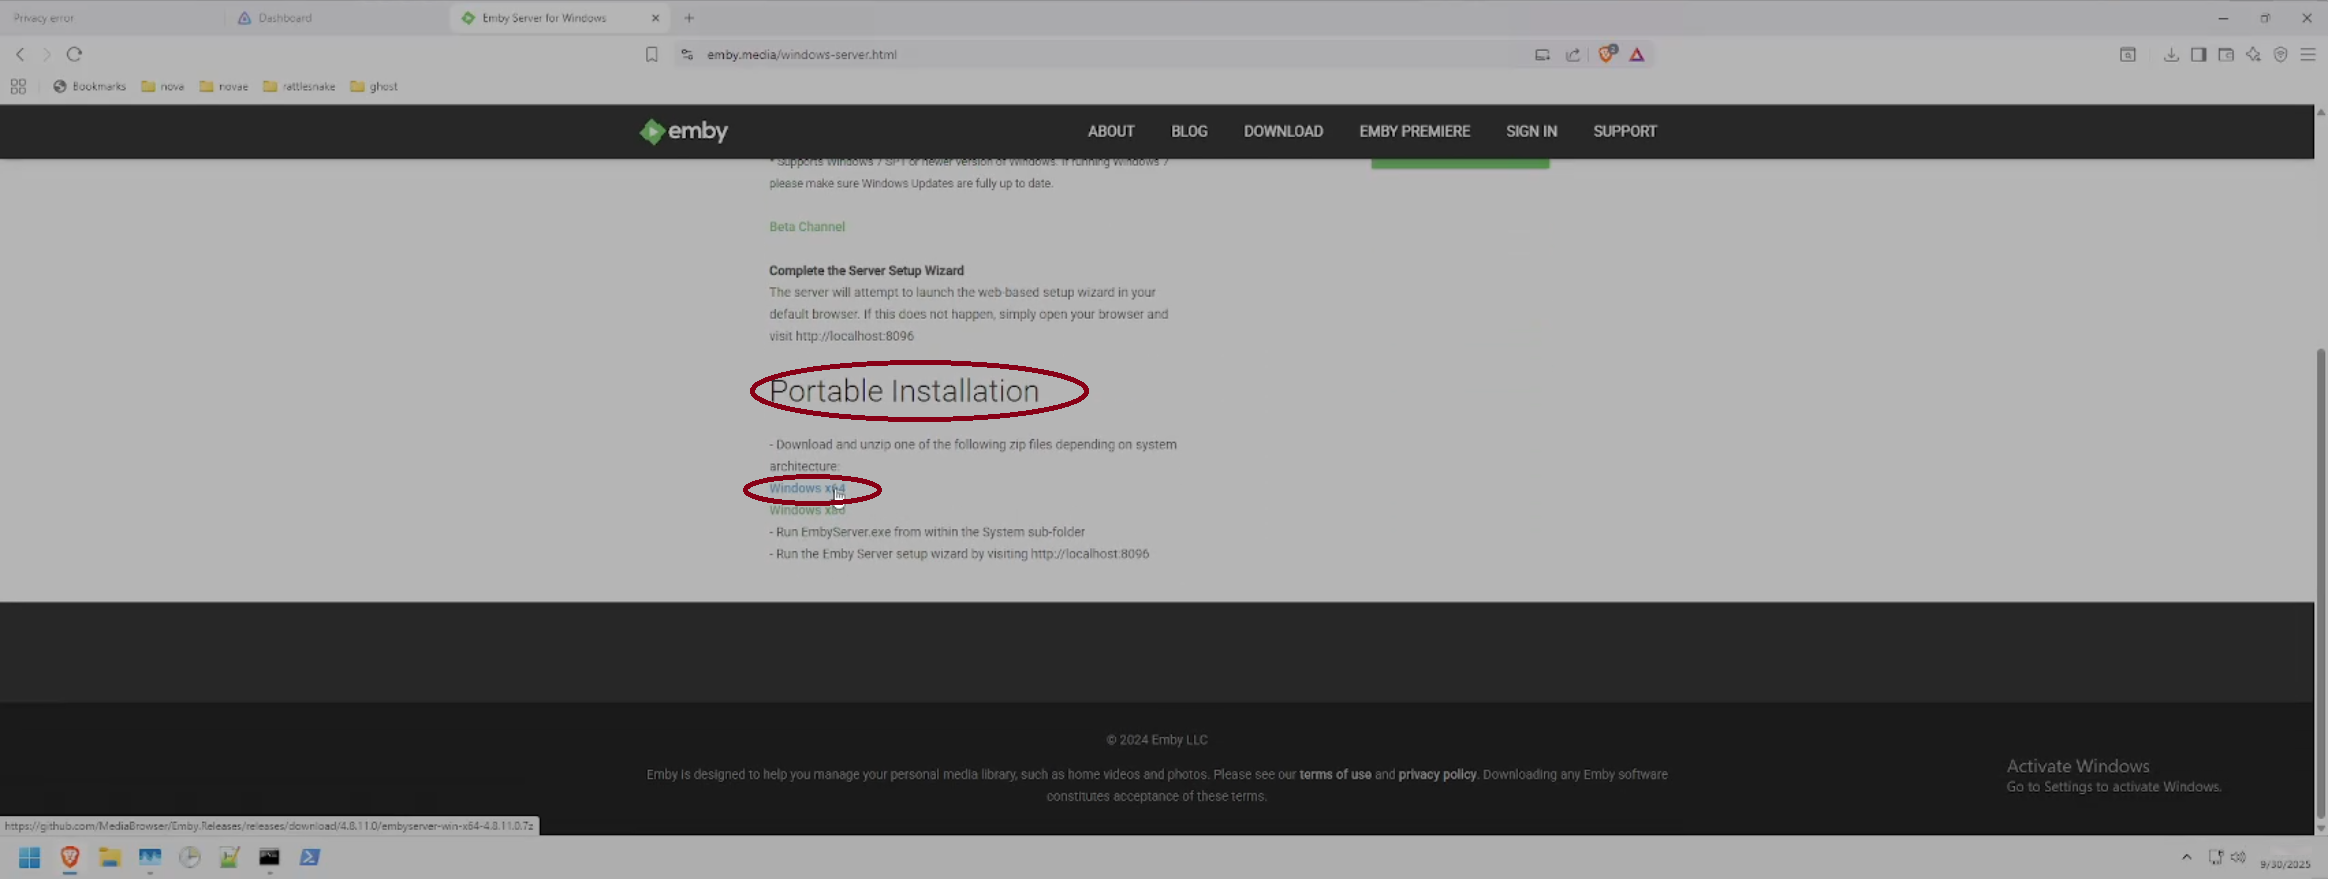 Privacy error
Dashboard
Emby Server for Windows
emby.media/windows-server.html
Bookmarks
nova
novae
rattlesnake
ghost
emby
ABOUT
BLOG
DOWNLOAD
EMBY PREMIERE
SIGN IN
SUPPORT
* Supports Windows 7 SP1 or newer version of Windows. If running Windows 7
please make sure Windows Updates are fully up to date.
Beta Channel
Complete the Server Setup Wizard
The server will attempt to launch the web-based setup wizard in your
default browser. If this does not happen, simply open your browser and
visit http://localhost:8096
Portable Installation
- Download and unzip one of the following zip files depending on system
architecture:
Windows x64
Windows x86
- Run EmbyServer.exe from within the System sub-folder
- Run the Emby Server setup wizard by visiting http://localhost:8096
© 2024 Emby LLC
Emby is designed to help you manage your personal media library, such as home videos and photos. Please see our terms of use and privacy policy. Downloading any Emby software
constitutes acceptance of these terms.
Activate Windows
Go to Settings to activate Windows.
https://github.com/MediaBrowser/Emby.Releases/releases/download/4.8.11.0/embyserver-win-x64-4.8.11.0.7z
9/30/2025